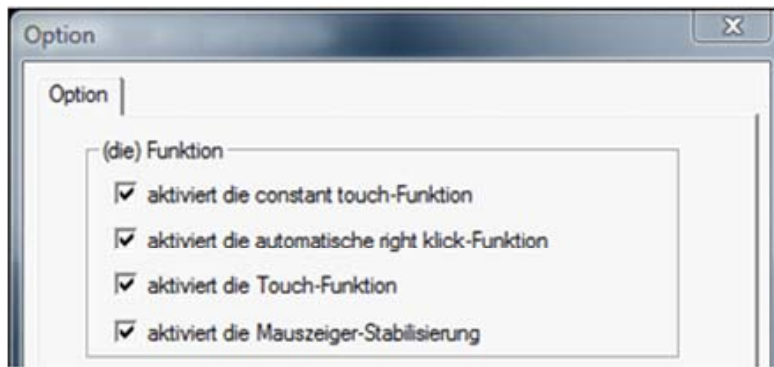 Option
Option
(die) Funktion
aktiviert die constant touch-Funktion
aktiviert die automatische right klick-Funktion
aktiviert die Touch-Funktion
aktiviert die Mauszeiger-Stabilisierung